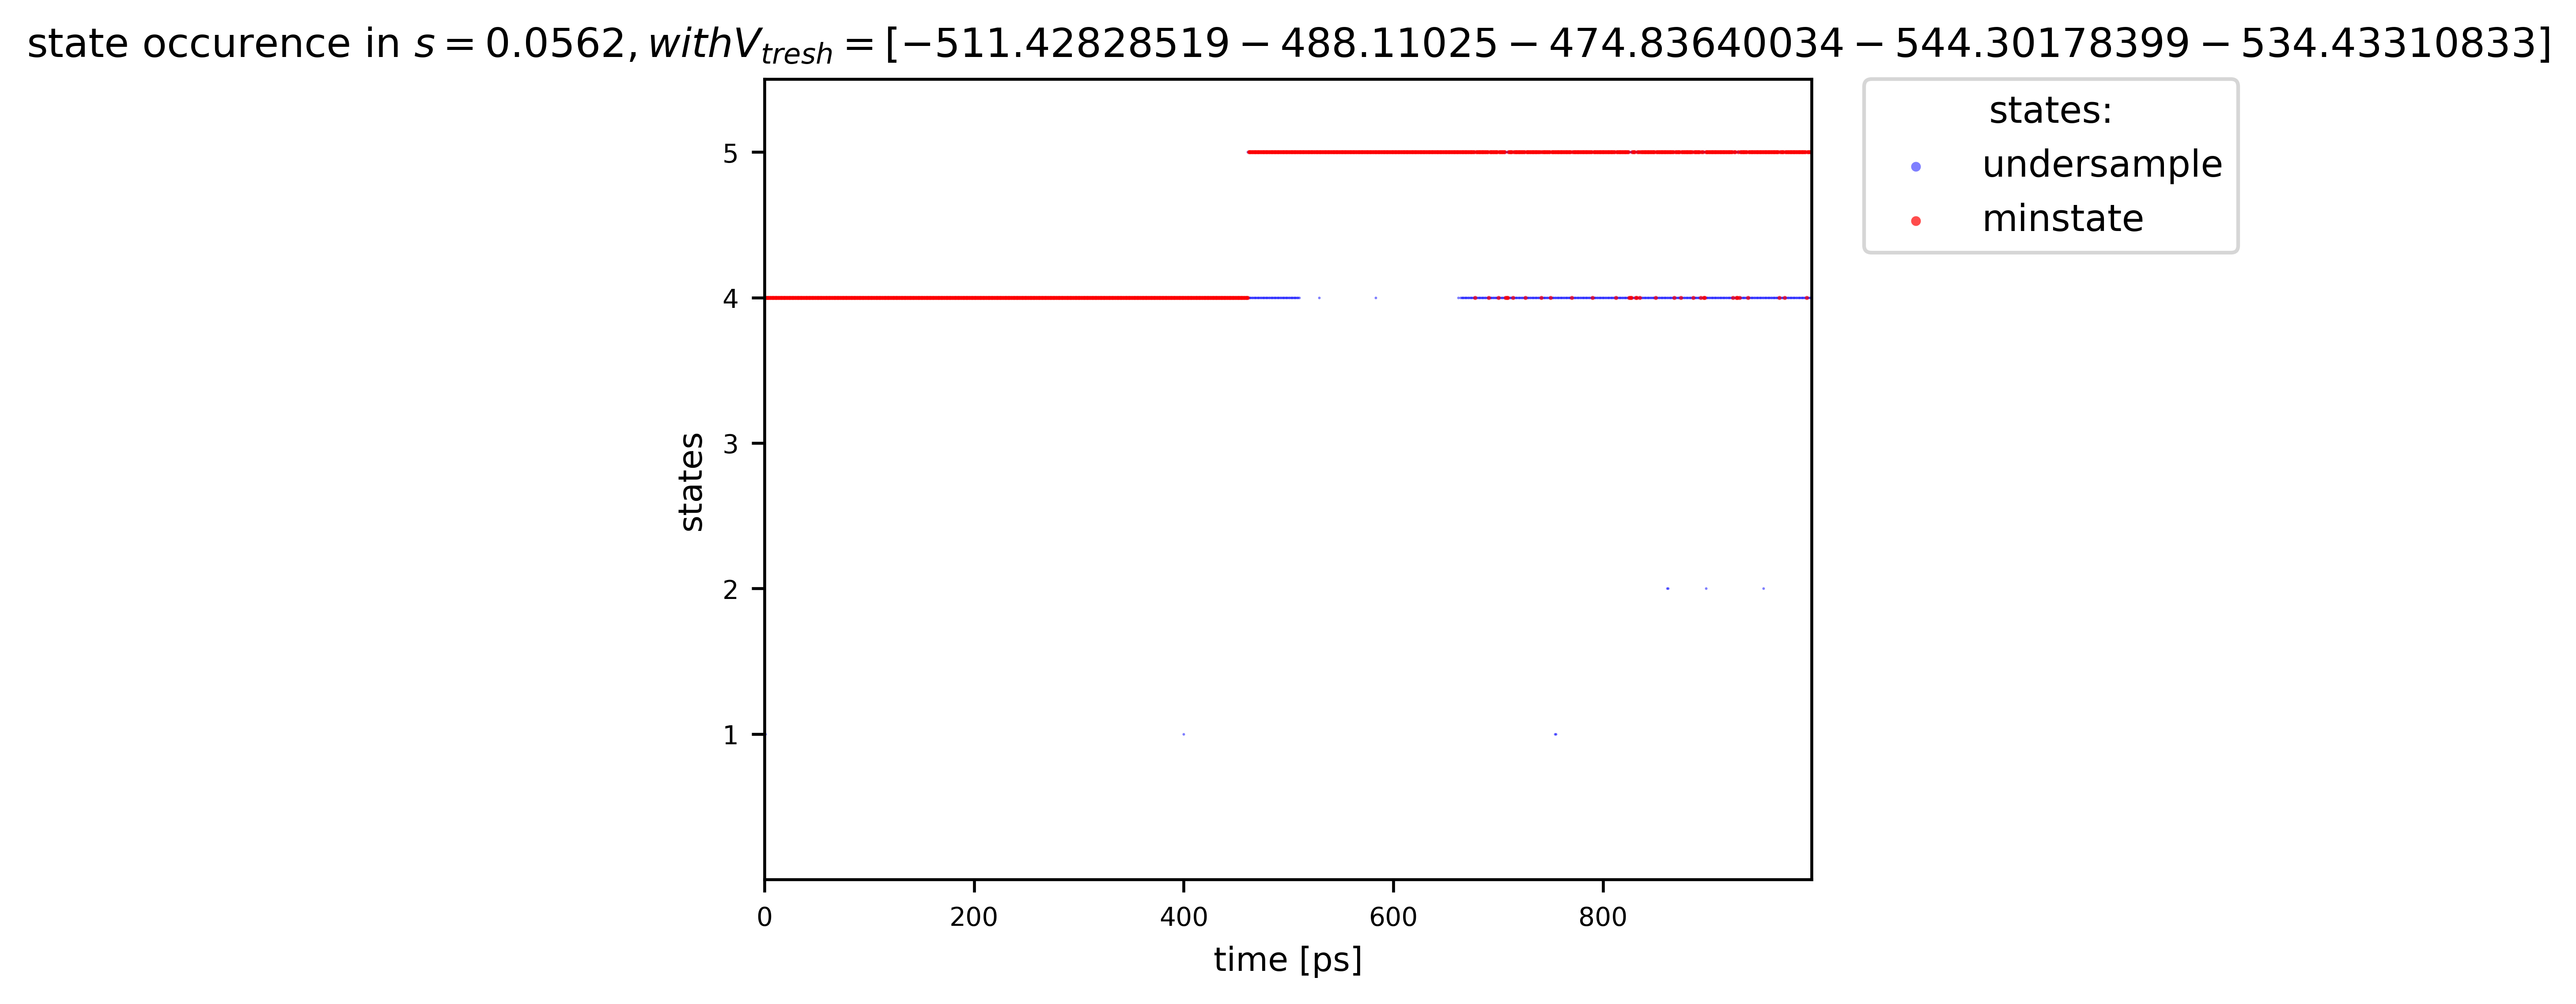 state occurence in s = 0.0562, withV_tresh = [−511.42828519 − 488.11025 − 474.83640034 − 544.30178399 − 534.43310833]
states:
undersample
minstate
5
4
3
2
1
states
0 200 400 600 800
time [ps]